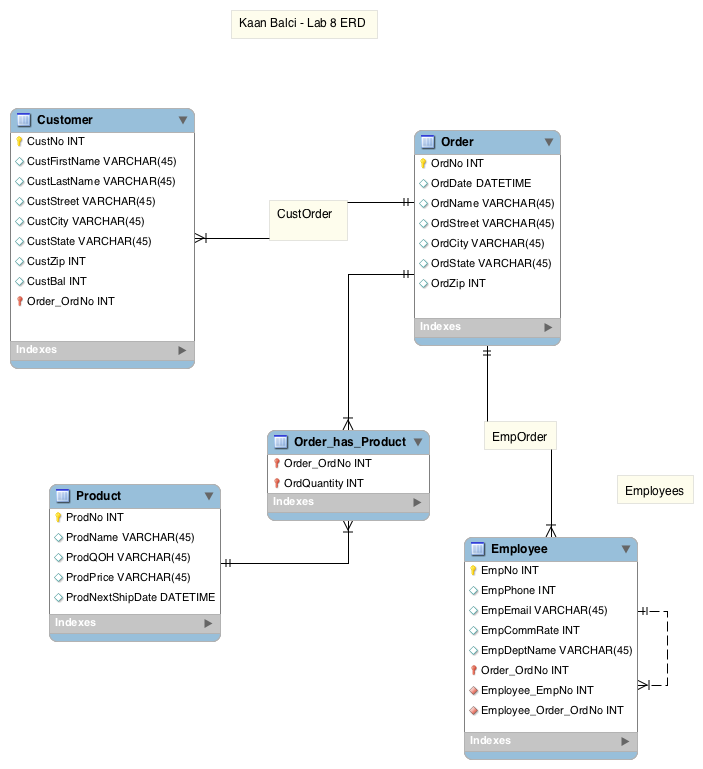 Kaan Balci - Lab 8 ERD
Customer
CustNo INT
CustFirstName VARCHAR(45)
CustLastName VARCHAR(45)
CustStreet VARCHAR(45)
CustCity VARCHAR(45)
CustState VARCHAR(45)
CustZip INT
CustBal INT
Order_OrdNo INT
Indexes
CustOrder
Order
OrdNo INT
OrdDate DATETIME
OrdName VARCHAR(45)
OrdStreet VARCHAR(45)
OrdCity VARCHAR(45)
OrdState VARCHAR(45)
OrdZip INT
Indexes
Order_has_Product
Order_OrdNo INT
OrdQuantity INT
Indexes
EmpOrder
Employees
Product
ProdNo INT
ProdName VARCHAR(45)
ProdQOH VARCHAR(45)
ProdPrice VARCHAR(45)
ProdNextShipDate DATETIME
Indexes
Employee
EmpNo INT
EmpPhone INT
EmpEmail VARCHAR(45)
EmpCommRate INT
EmpDeptName VARCHAR(45)
Order_OrdNo INT
Employee_EmpNo INT
Employee_Order_OrdNo INT
Indexes